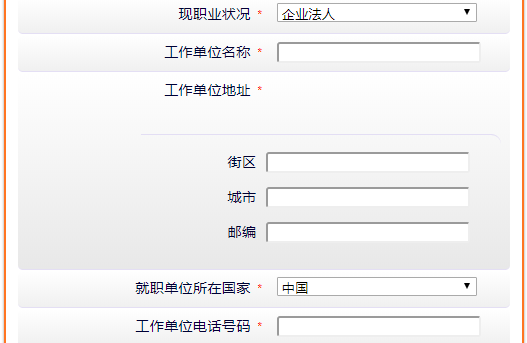 现职业状况 * 企业法人
工作单位名称 *
工作单位地址 *
街区
城市
邮编
就职单位所在国家 * 中国
工作单位电话号码 *